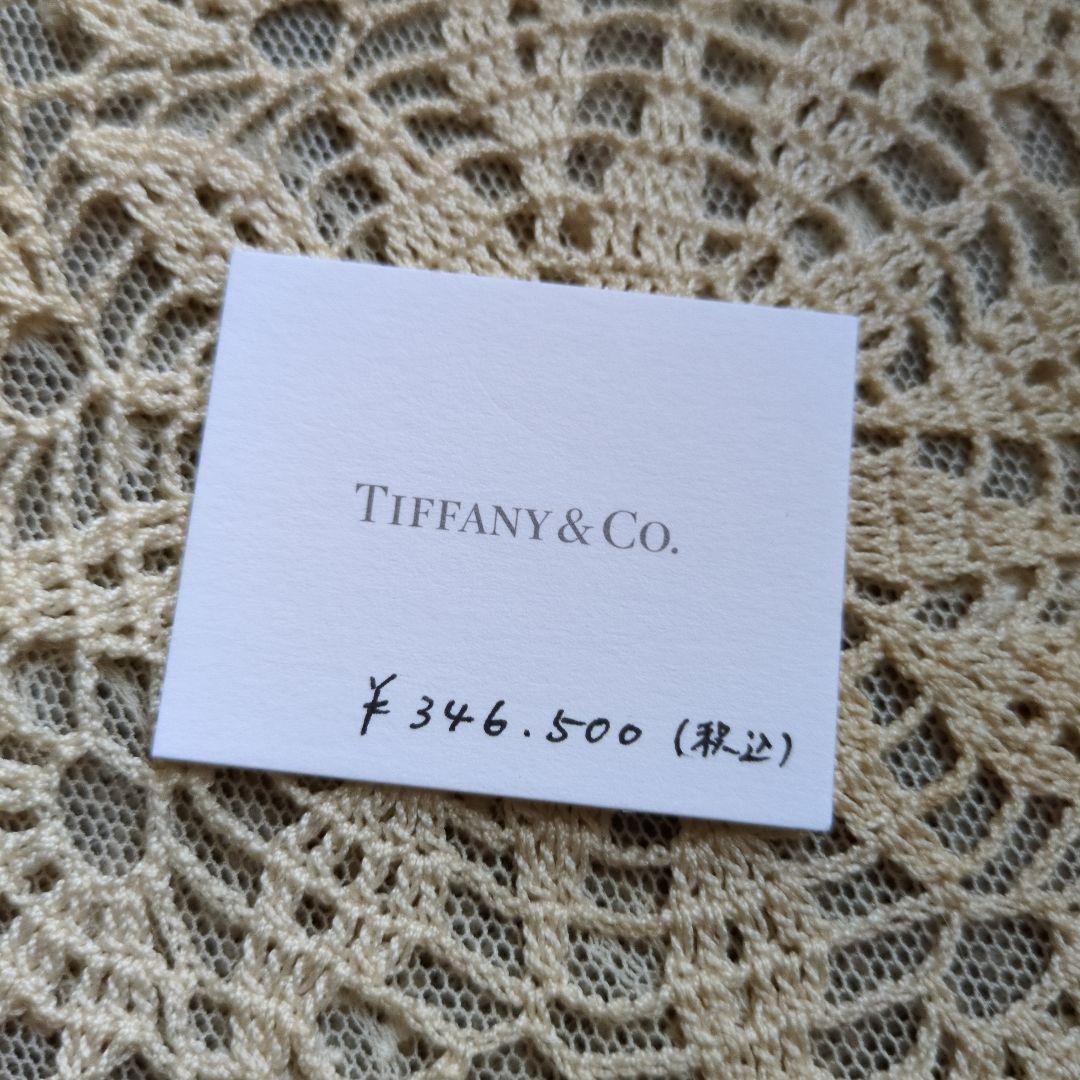 TIFFANY & CO.
¥346.500（税込）